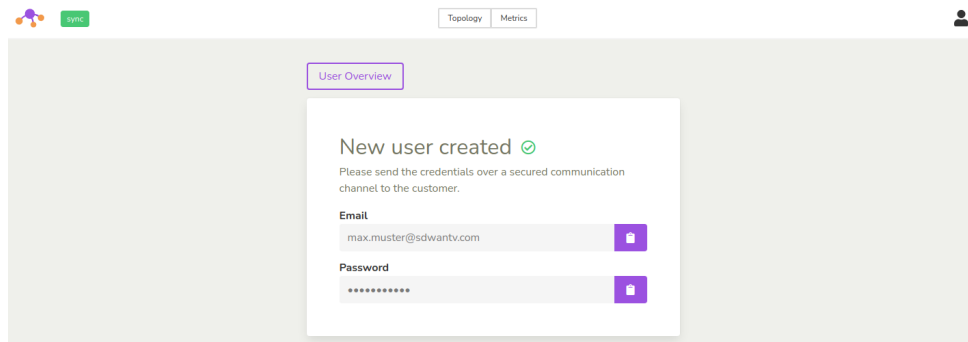 sync
Topology Metrics
User Overview
New user created
Please send the credentials over a secured communication
channel to the customer.
Email
max.muster@sdwantv.com
Password
•••••••••••